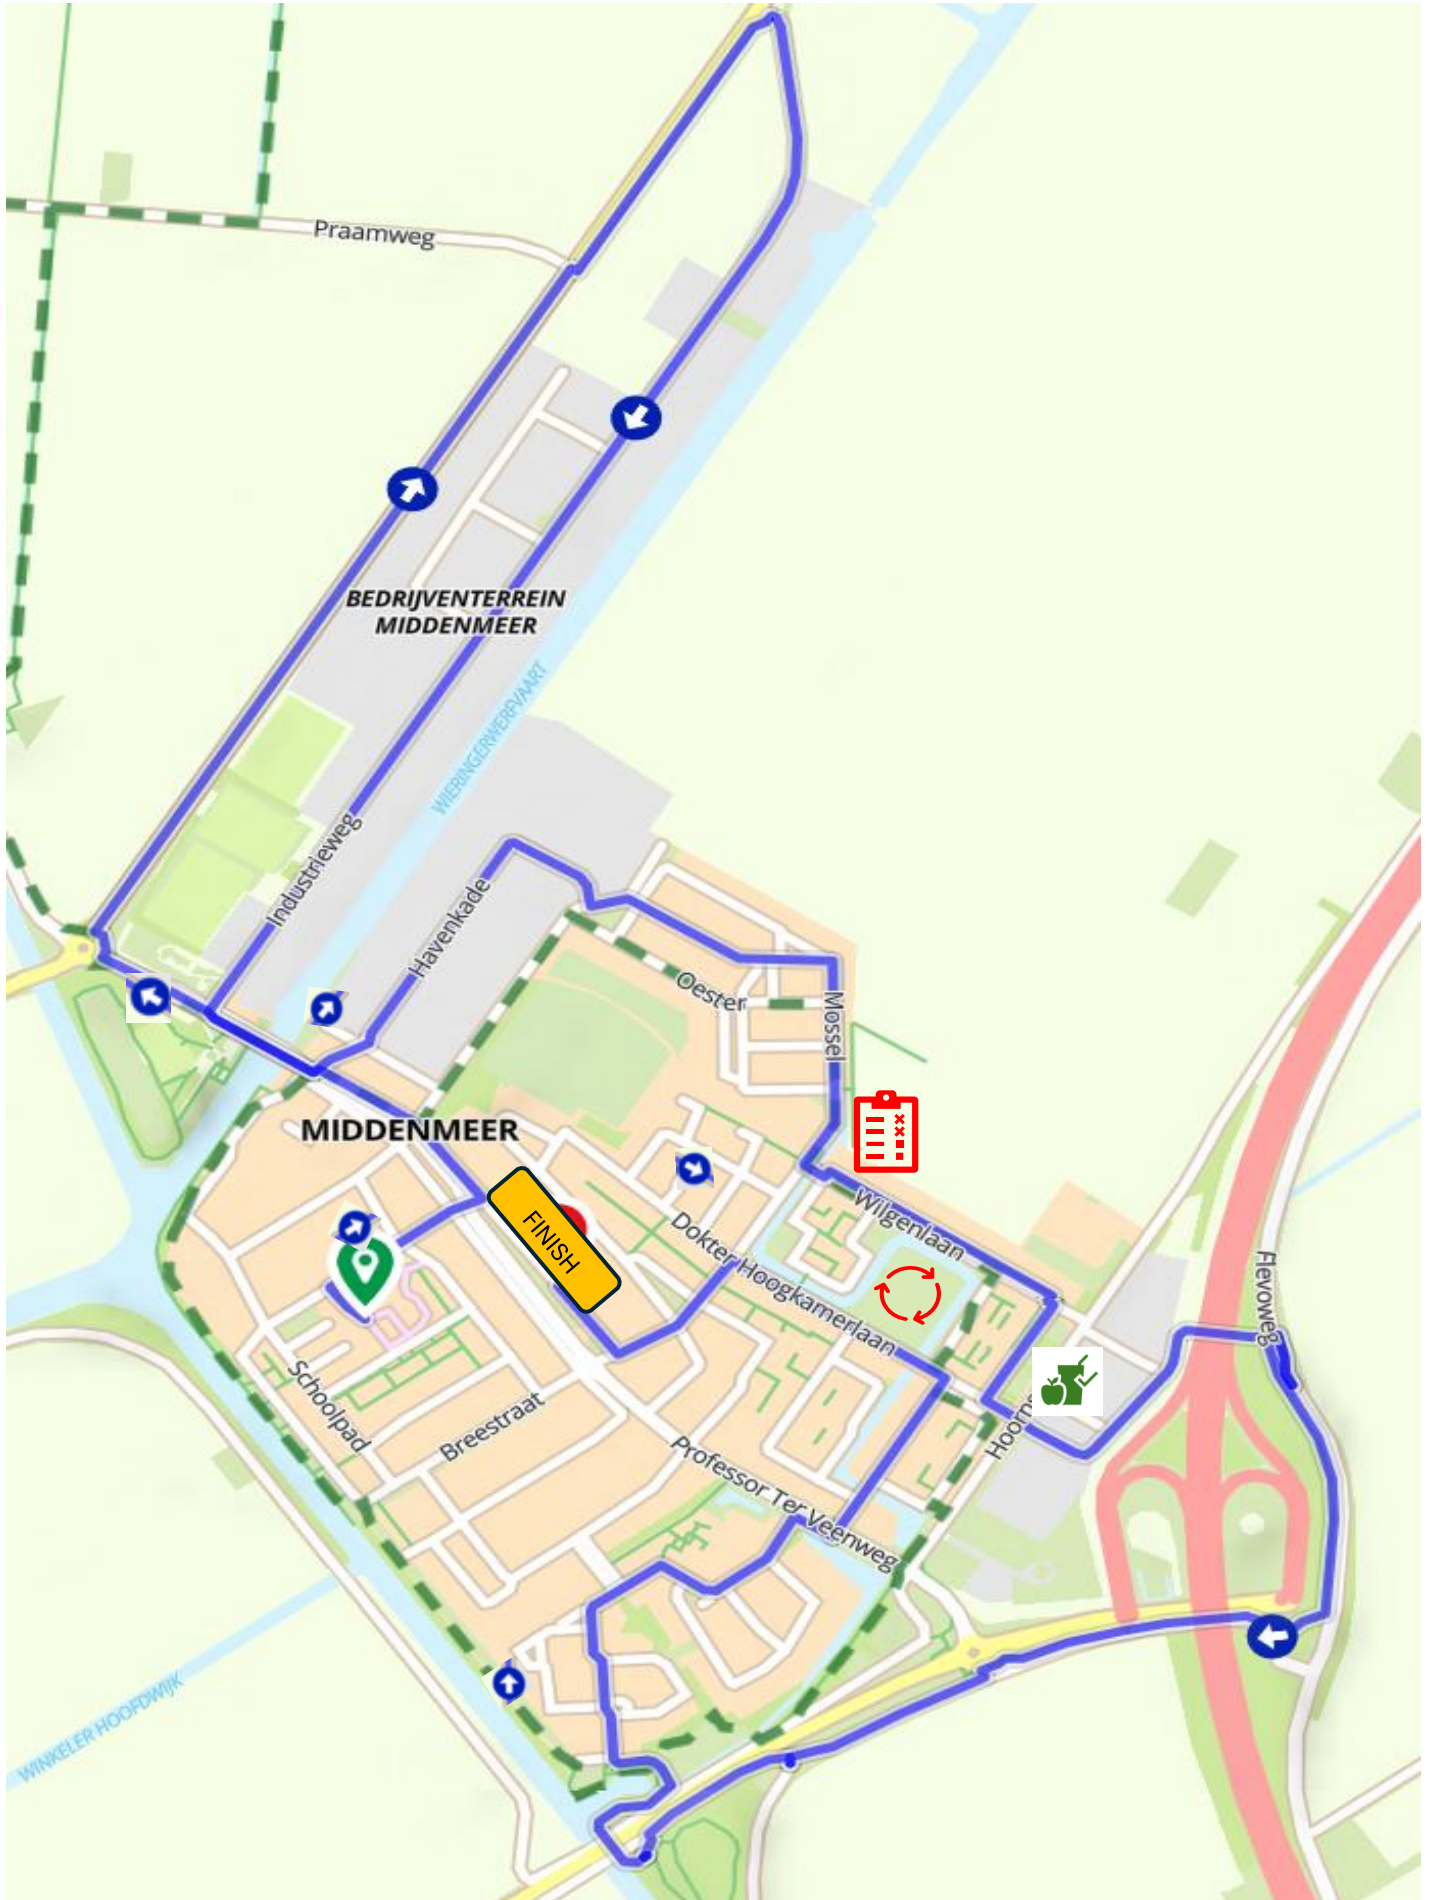 Praamweg
BEDRIJVENTERREIN
MIDDENMEER
WIERINGERWERFVAART
Industrieweg
Havenkade
Oester
Mossel
MIDDENMEER
Wilgenlaan
FINISH
Dokter Hoogkamerlaan
Flevoweg
Schoolpad
Breestraat
Hoorns
Professor Ter Veenweg
WINKELER HOOFDWIJK